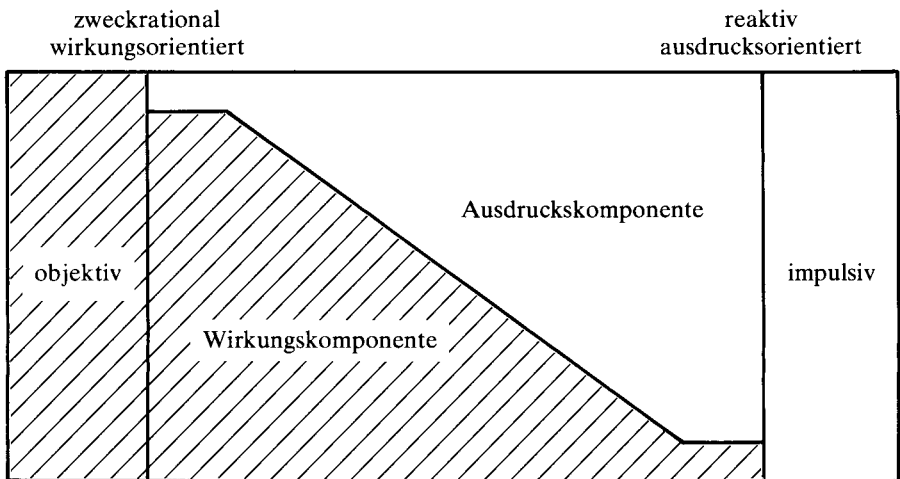 zweckrational
wirkungsorientiert
reaktiv
ausdrucksorientiert
Ausdruckskomponente
objektiv
impulsiv
Wirkungskomponente